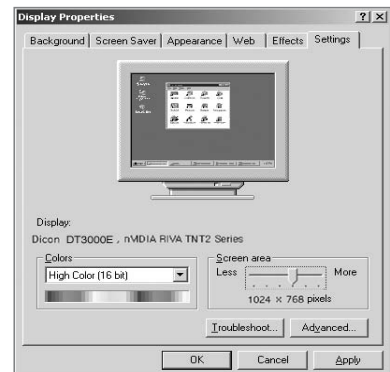 Display Properties
Background Screen Saver Appearance Web Effects Settings
Display:
Dicon DT3000E , nVIDIA RIVA TNT2 Series
Colors
High Color (16 bit)
Screen area
Less More
1024 × 768 pixels
Troubleshoot... Advanced...
OK Cancel Apply